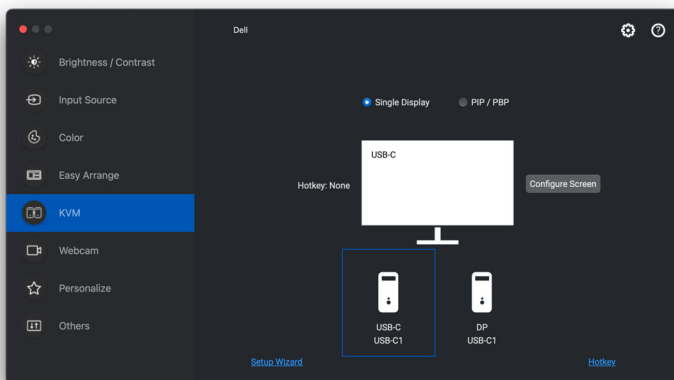 Dell
Brightness / Contrast
Input Source
Color
Easy Arrange
KVM
Webcam
Personalize
Others
Single Display
PIP / PBP
USB-C
Hotkey: None
Configure Screen
USB-C
USB-C1
DP
USB-C1
Setup Wizard
Hotkey